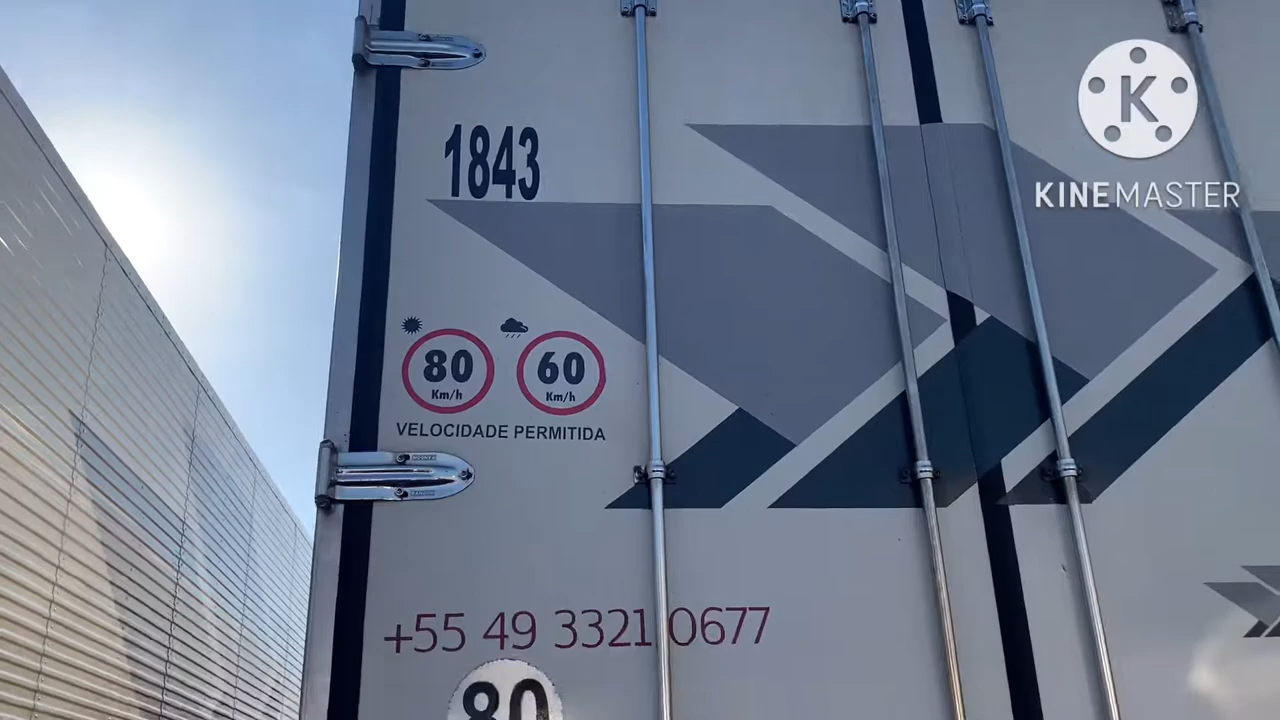 1843
K
KINEMASTER
80
Km/h
60
Km/h
VELOCIDADE PERMITIDA
+55 49 3321 0677
80